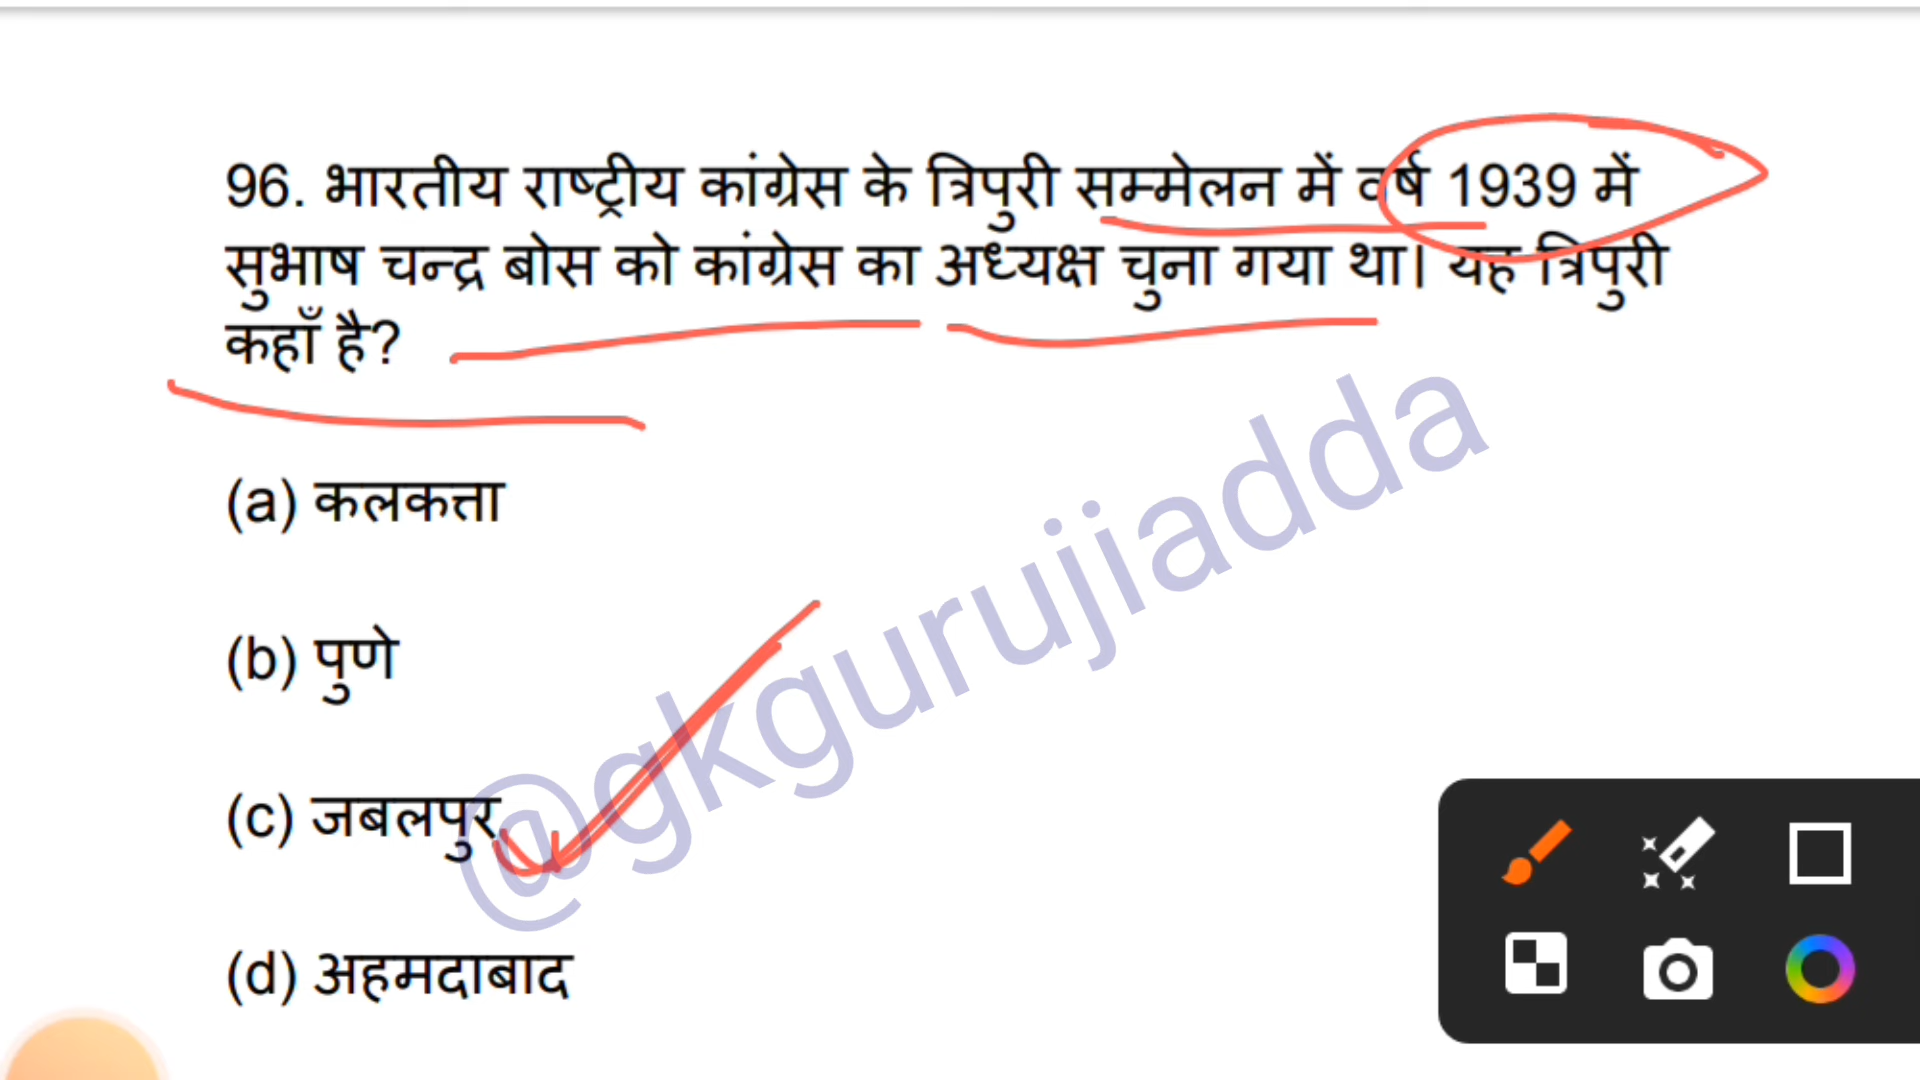 96. भारतीय राष्ट्रीय कांग्रेस के त्रिपुरी सम्मेलन में वर्ष 1939 में
सुभाष चन्द्र बोस को कांग्रेस का अध्यक्ष चुना गया था| यह त्रिपुरी
कहाँ है?
(a) कलकत्ता
(b) पुणे
(c) जबलपुर
(d) अहमदाबाद
@gkgurujiadda